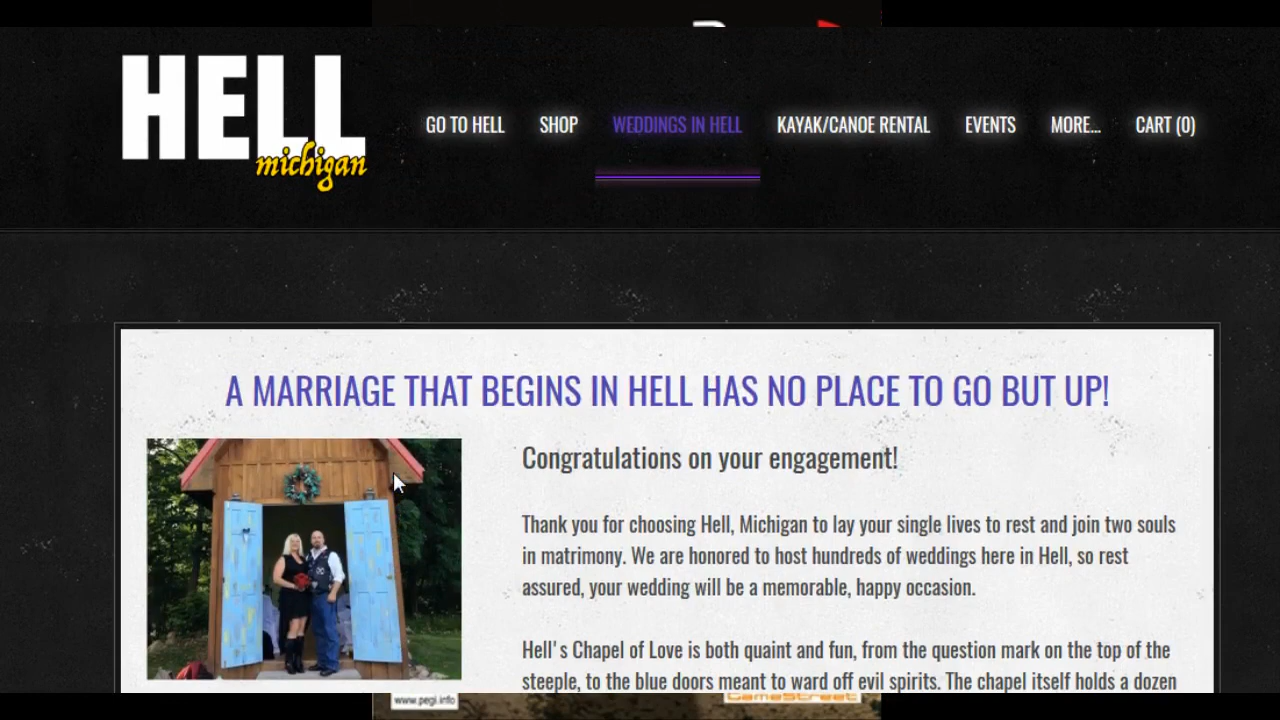 HELL
michigan
GO TO HELL SHOP WEDDINGS IN HELL KAYAK/CANOE RENTAL EVENTS MORE... CART (0)
A MARRIAGE THAT BEGINS IN HELL HAS NO PLACE TO GO BUT UP!
Congratulations on your engagement!
Thank you for choosing Hell, Michigan to lay your single lives to rest and join two souls
in matrimony. We are honored to host hundreds of weddings here in Hell, so rest
assured, your wedding will be a memorable, happy occasion.
Hell's Chapel of Love is both quaint and fun, from the question mark on the top of the
steeple, to the blue doors meant to ward off evil spirits. The chapel itself holds a dozen
www.pegi.info
GameStreet